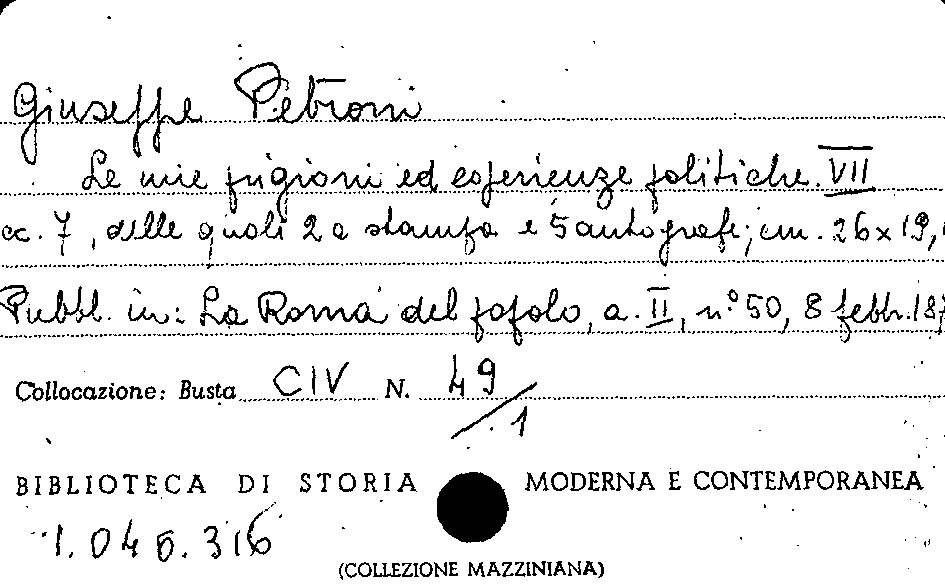 Giuseppe Petroni
Le mie prigioni ed esperienze politiche. VII
cc. 7, delle quali 2 a stampa e 5 autografe; cm. 26x19,
Pubbl. in: La Roma del popolo, a. II, n.° 50, 8 febbr. 187
Collocazione: Busta CIV N. 49/1
BIBLIOTECA DI STORIA MODERNA E CONTEMPORANEA
1.046.316
(COLLEZIONE MAZZINIANA)